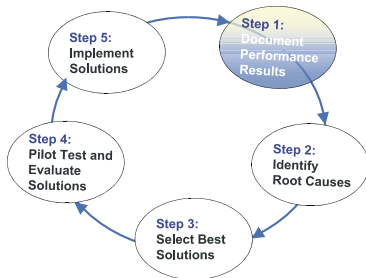 Step 1:
Document
Performance
Results
Step 2:
Identify
Root Causes
Step 3:
Select Best
Solutions
Step 4:
Pilot Test and
Evaluate
Solutions
Step 5:
Implement
Solutions